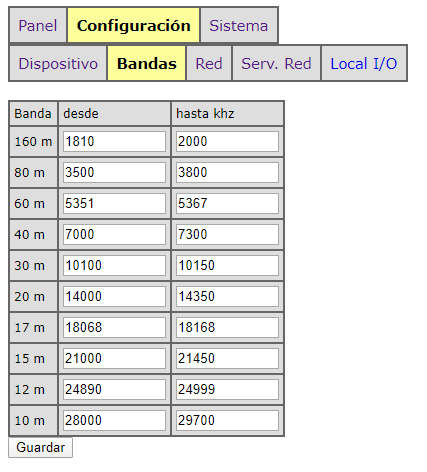 Panel Configuración Sistema
Dispositivo Bandas Red Serv. Red Local I/O
Banda desde hasta khz
160 m 1810 2000
80 m 3500 3800
60 m 5351 5367
40 m 7000 7300
30 m 10100 10150
20 m 14000 14350
17 m 18068 18168
15 m 21000 21450
12 m 24890 24999
10 m 28000 29700
Guardar